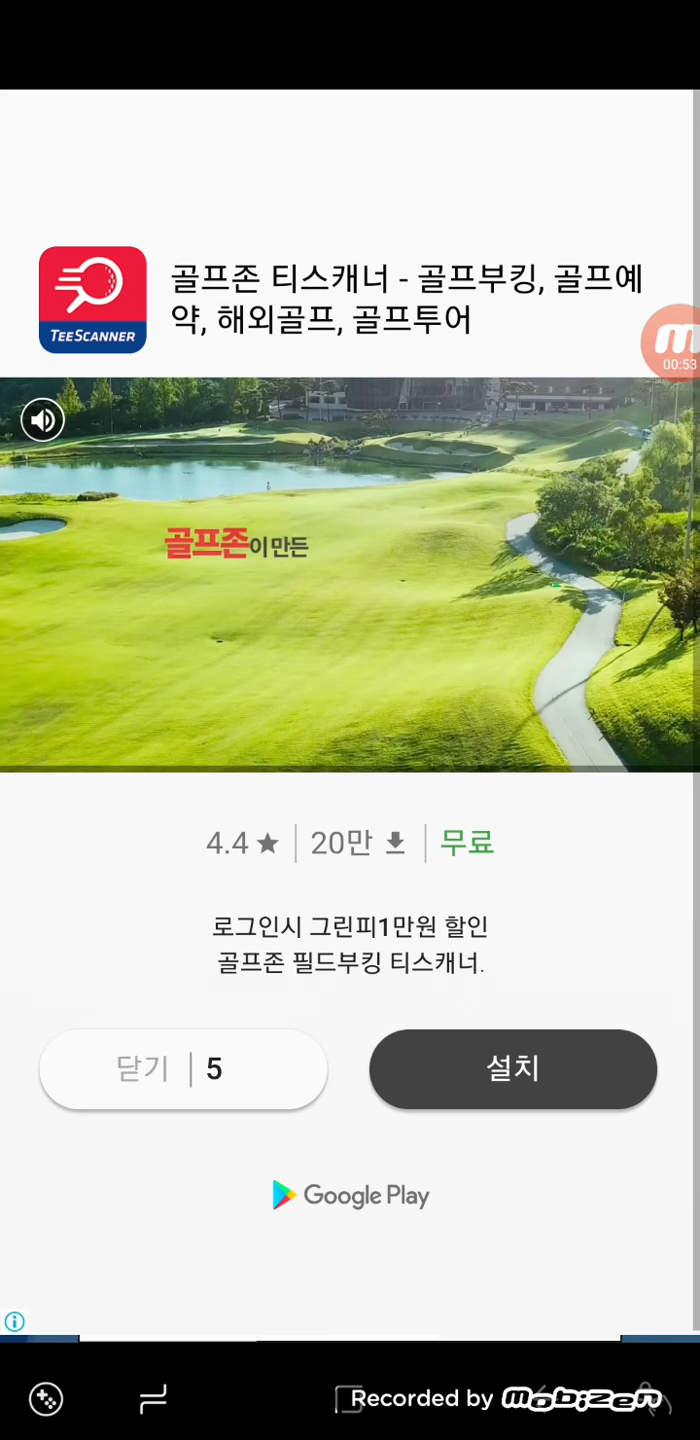 골프존 티스캐너 - 골프부킹, 골프예
약, 해외골프, 골프투어
TEESCANNER
00:53
골프존이 만든
4.4 20만 무료
로그인시 그린피1만원 할인
골프존 필드부킹 티스캐너.
닫기 5 설치
Google Play
Recorded by mobizen